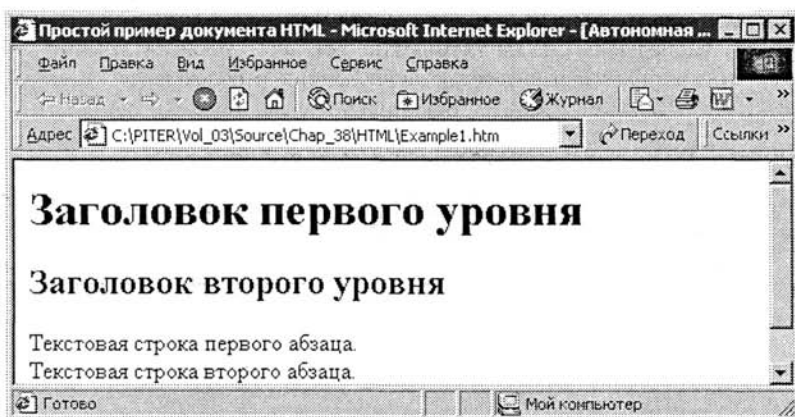 Простой пример документа HTML - Microsoft Internet Explorer - [Автономная ...
Файл Правка Вид Избранное Сервис Справка
Назад Поиск Избранное Журнал »
Адрес C:\PITER\Vol_03\Source\Chap_38\HTML\Example1.htm Переход Ссылки »
Заголовок первого уровня
Заголовок второго уровня
Текстовая строка первого абзаца.
Текстовая строка второго абзаца.
Готово Мой компьютер